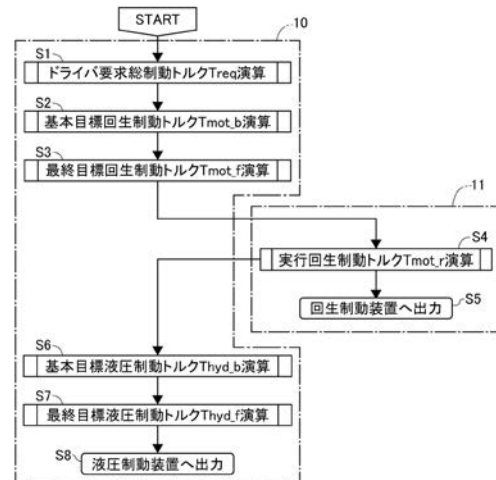 START
10
S1
ドライバ要求総制動トルクTreq演算
S2
基本目標回生制動トルクTmot_b演算
S3
最終目標回生制動トルクTmot_f演算
11
S4
実行回生制動トルクTmot_r演算
回生制動装置へ出力
S5
S6
基本目標液圧制動トルクThyd_b演算
S7
最終目標液圧制動トルクThyd_f演算
S8
液圧制動装置へ出力